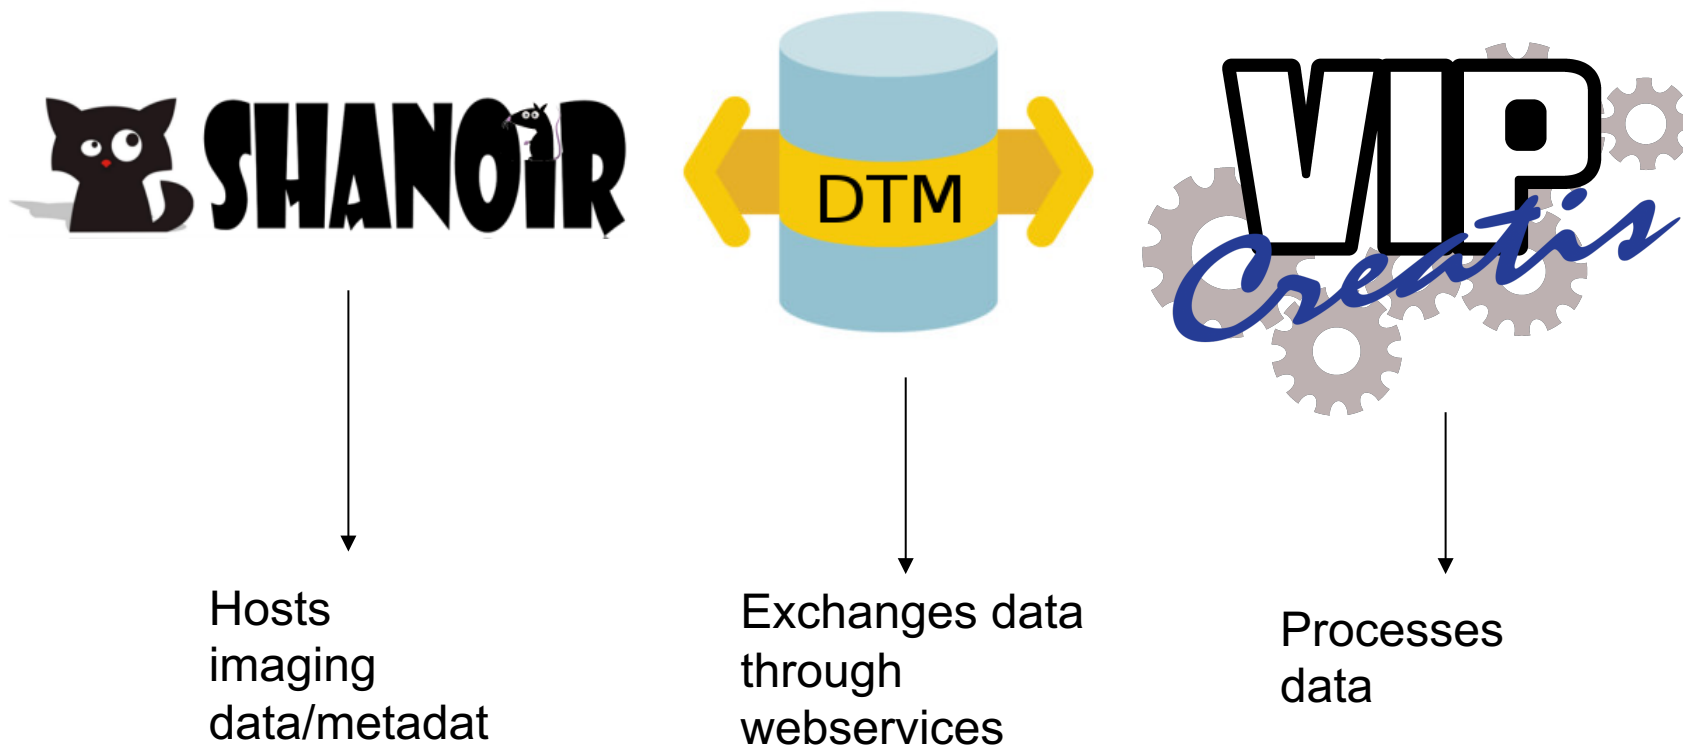 SHANOIR
DTM
VIP
Creatis
Hosts
imaging
data/metadat
Exchanges data
through
webservices
Processes
data